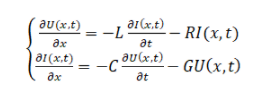 ∂U(x,t)/∂x = −L ∂I(x,t)/∂t − RI(x,t)
∂I(x,t)/∂x = −C ∂U(x,t)/∂t − GU(x,t)